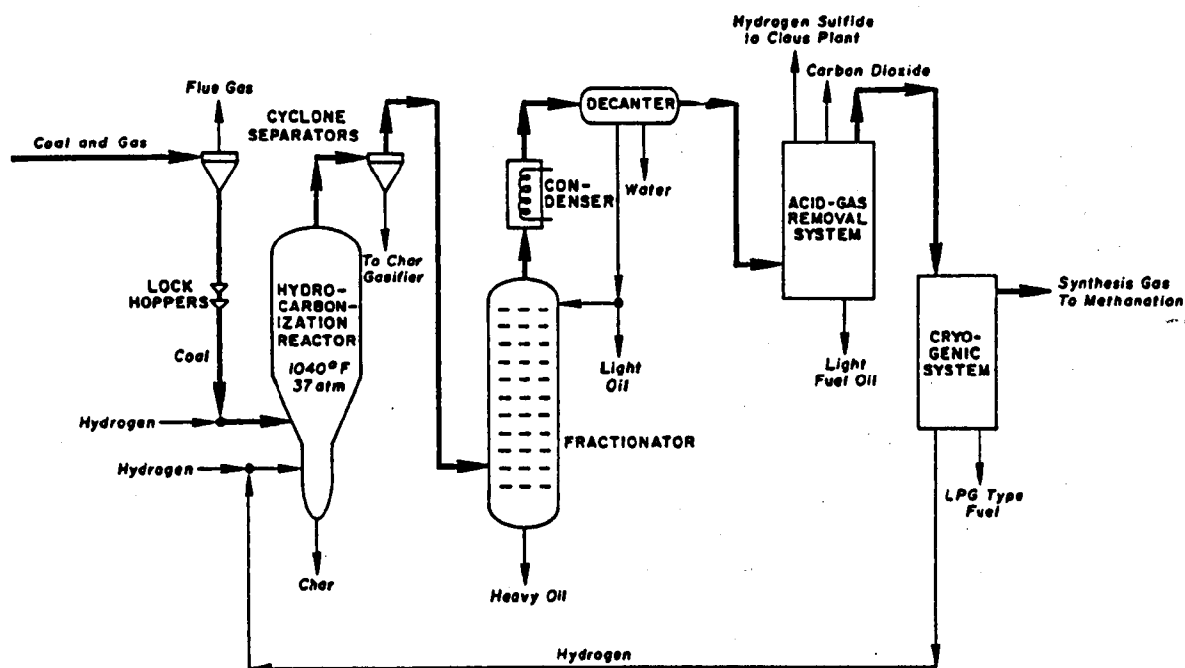 Hydrogen Sulfide
to Claus Plant
Carbon Dioxide
Flue Gas
DECANTER
CYCLONE
SEPARATORS
Coal and Gas
CON-
DENSER
Water
ACID-GAS
REMOVAL
SYSTEM
To Char
Gasifier
LOCK
HOPPERS
HYDRO-
CARBON-
IZATION
REACTOR
1040°F
37 atm
Synthesis Gas
To Methanation
CRYO-
GENIC
SYSTEM
Coal
Light
Oil
Light
Fuel Oil
Hydrogen
FRACTIONATOR
Hydrogen
LPG Type
Fuel
Char
Heavy Oil
Hydrogen